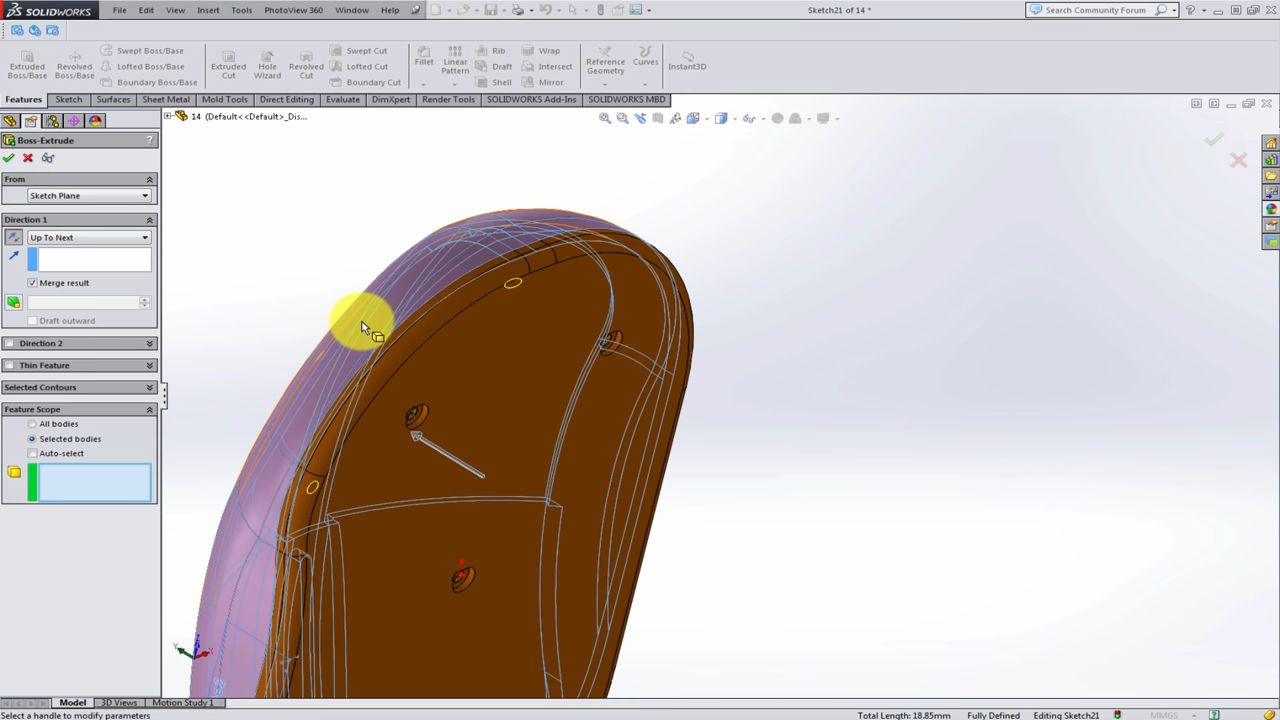 SOLIDWORKS File Edit View Insert Tools PhotoView 360 Window Help Sketch21 of 14 * Search Community Forum
Extruded Boss/Base Revolved Boss/Base Swept Boss/Base Lofted Boss/Base Boundary Boss/Base Extruded Cut Hole Wizard Revolved Cut Swept Cut Lofted Cut Boundary Cut Fillet Linear Pattern Rib Draft Shell Wrap Intersect Mirror Reference Geometry Curves Instant3D
Features Sketch Surfaces Sheet Metal Mold Tools Direct Editing Evaluate DimXpert Render Tools SOLIDWORKS Add-Ins SOLIDWORKS MBD
14 (Default<<Default>_Dis...
Boss-Extrude ?
From
Sketch Plane
Direction 1
Up To Next
Merge result
Draft outward
Direction 2
Thin Feature
Selected Contours
Feature Scope
All bodies
Selected bodies
Auto-select
Z
Y X
Model 3D Views Motion Study 1
Select a handle to modify parameters Total Length: 18.85mm Fully Defined Editing Sketch21 MMGS